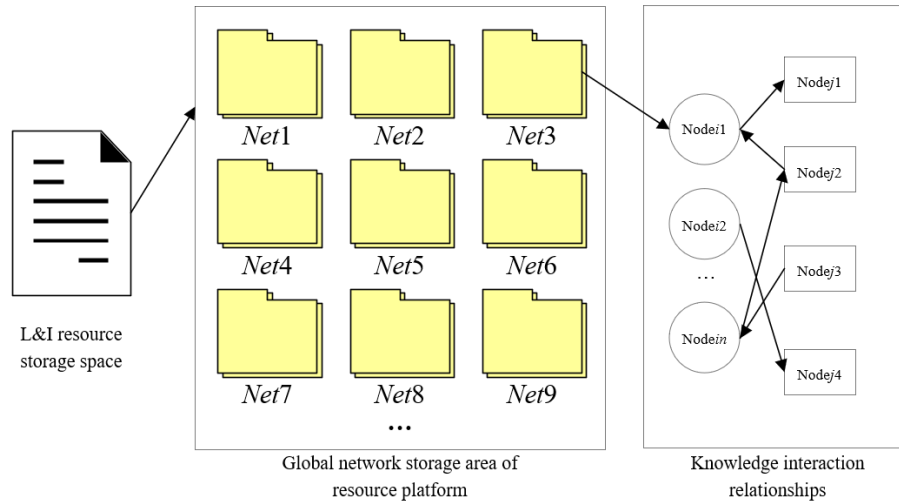 Net1 Net2 Net3
Net4 Net5 Net6
Net7 Net8 Net9
...
L&I resource
storage space
Global network storage area of
resource platform
Nodei1
Nodei2
...
Nodein
Nodej1
Nodej2
Nodej3
Nodej4
Knowledge interaction
relationships